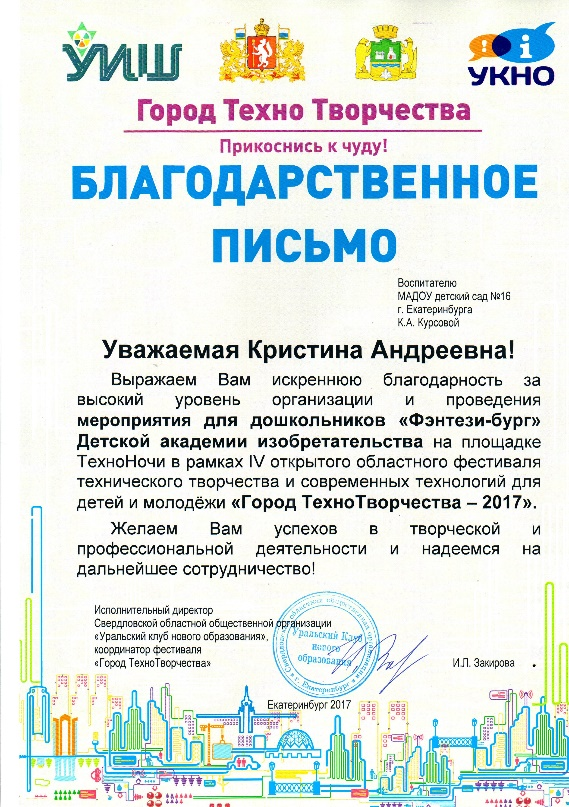 УИШ
УКНО
Город Техно Творчества
Прикоснись к чуду!
БЛАГОДАРСТВЕННОЕ
ПИСЬМО
Воспитателю
МАДОУ детский сад №16
г. Екатеринбурга
К.А. Курсовой
Уважаемая Кристина Андреевна!
Выражаем Вам искреннюю благодарность за
высокий уровень организации и проведения
мероприятия для дошкольников «Фэнтези-бург»
Детской академии изобретательства на площадке
ТехноНочи в рамках IV открытого областного фестиваля
технического творчества и современных технологий для
детей и молодёжи «Город ТехноТворчества – 2017».
Желаем Вам успехов в творческой и
профессиональной деятельности и надеемся на
дальнейшее сотрудничество!
Исполнительный директор
Свердловской областной общественной организации
«Уральский клуб нового образования»,
координатор фестиваля
«Город ТехноТворчества»
Уральский Клуб
нового
образования
И.Л. Закирова
Екатеринбург 2017